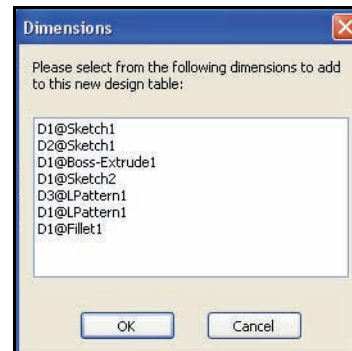 Dimensions
Please select from the following dimensions to add
to this new design table:
D1@Sketch1
D2@Sketch1
D1@Boss-Extrude1
D1@Sketch2
D3@LPattern1
D1@LPattern1
D1@Fillet1
OK
Cancel